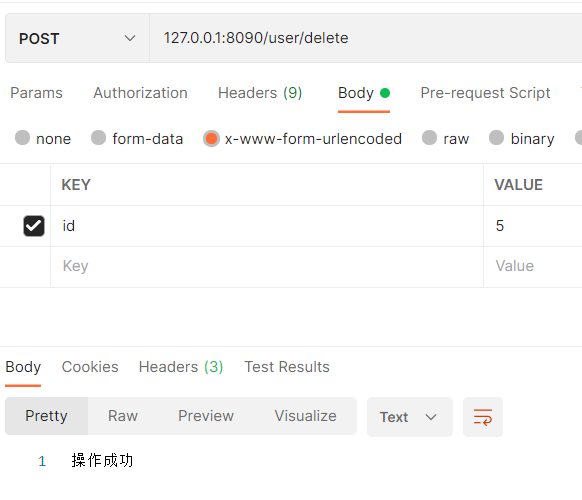 POST 127.0.0.1:8090/user/delete
Params Authorization Headers (9) Body Pre-request Script
none form-data x-www-form-urlencoded raw binary
KEY VALUE
id 5
Key Value
Body Cookies Headers (3) Test Results
Pretty Raw Preview Visualize Text
1 操作成功